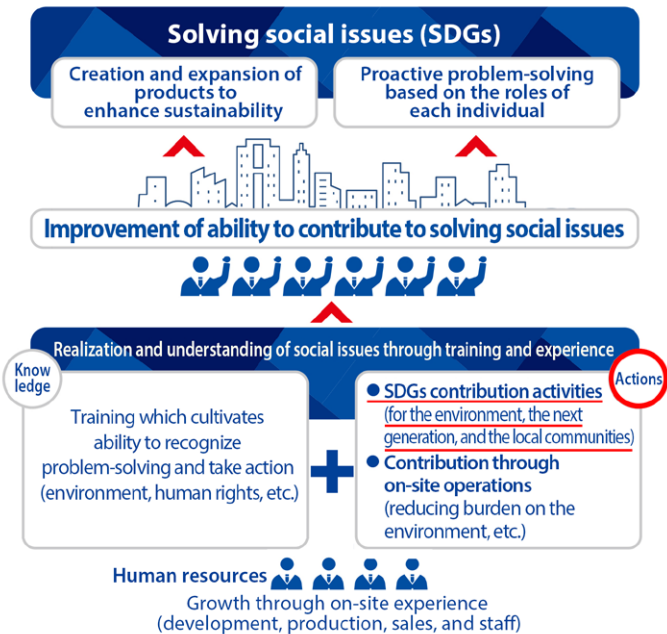 Solving social issues (SDGs)
Creation and expansion of
products to
enhance sustainability
Proactive problem-solving
based on the roles of
each individual
Improvement of ability to contribute to solving social issues
Realization and understanding of social issues through training and experience
Know
ledge
Training which cultivates
ability to recognize
problem-solving and take action
(environment, human rights, etc.)
Actions
● SDGs contribution activities
(for the environment, the next
generation, and the local communities)
● Contribution through
on-site operations
(reducing burden on the
environment, etc.)
Human resources
Growth through on-site experience
(development, production, sales, and staff)